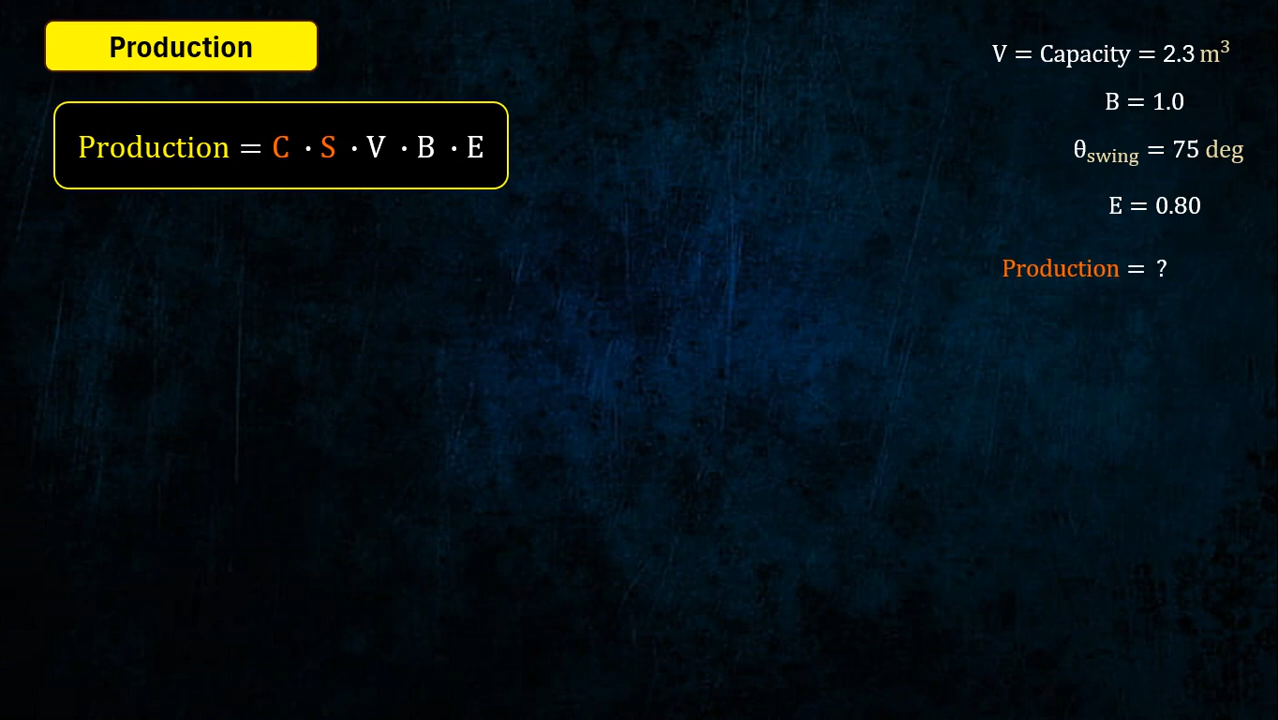 Production
Production = C · S · V · B · E
V = Capacity = 2.3 m³
B = 1.0
θswing = 75 deg
E = 0.80
Production = ?